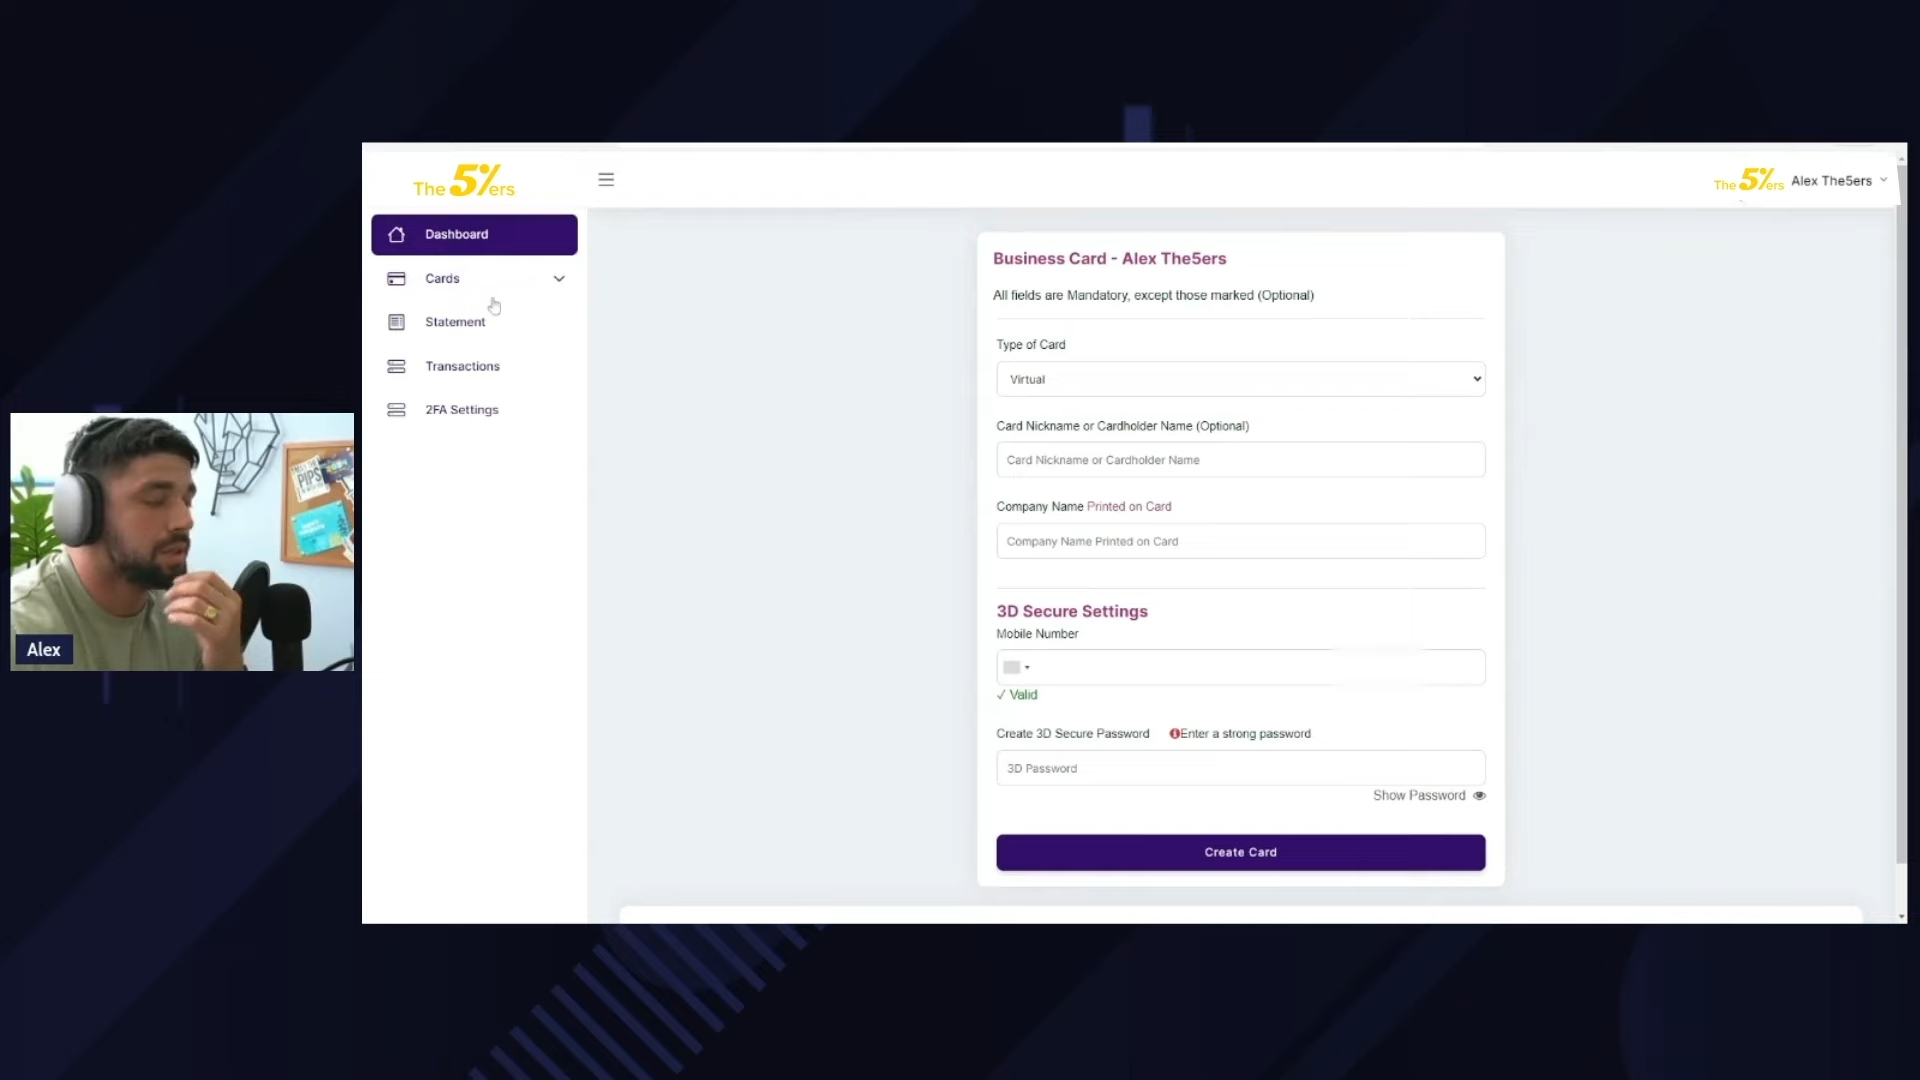 The 5%ers
The 5%ers Alex The5ers
Dashboard
Cards
Statement
Transactions
2FA Settings
Business Card - Alex The5ers
All fields are Mandatory, except those marked (Optional)
Type of Card
Virtual
Card Nickname or Cardholder Name (Optional)
Card Nickname or Cardholder Name
Company Name Printed on Card
Company Name Printed on Card
3D Secure Settings
Mobile Number
✓ Valid
Create 3D Secure Password Enter a strong password
3D Password
Show Password
Create Card
PIPS
Alex